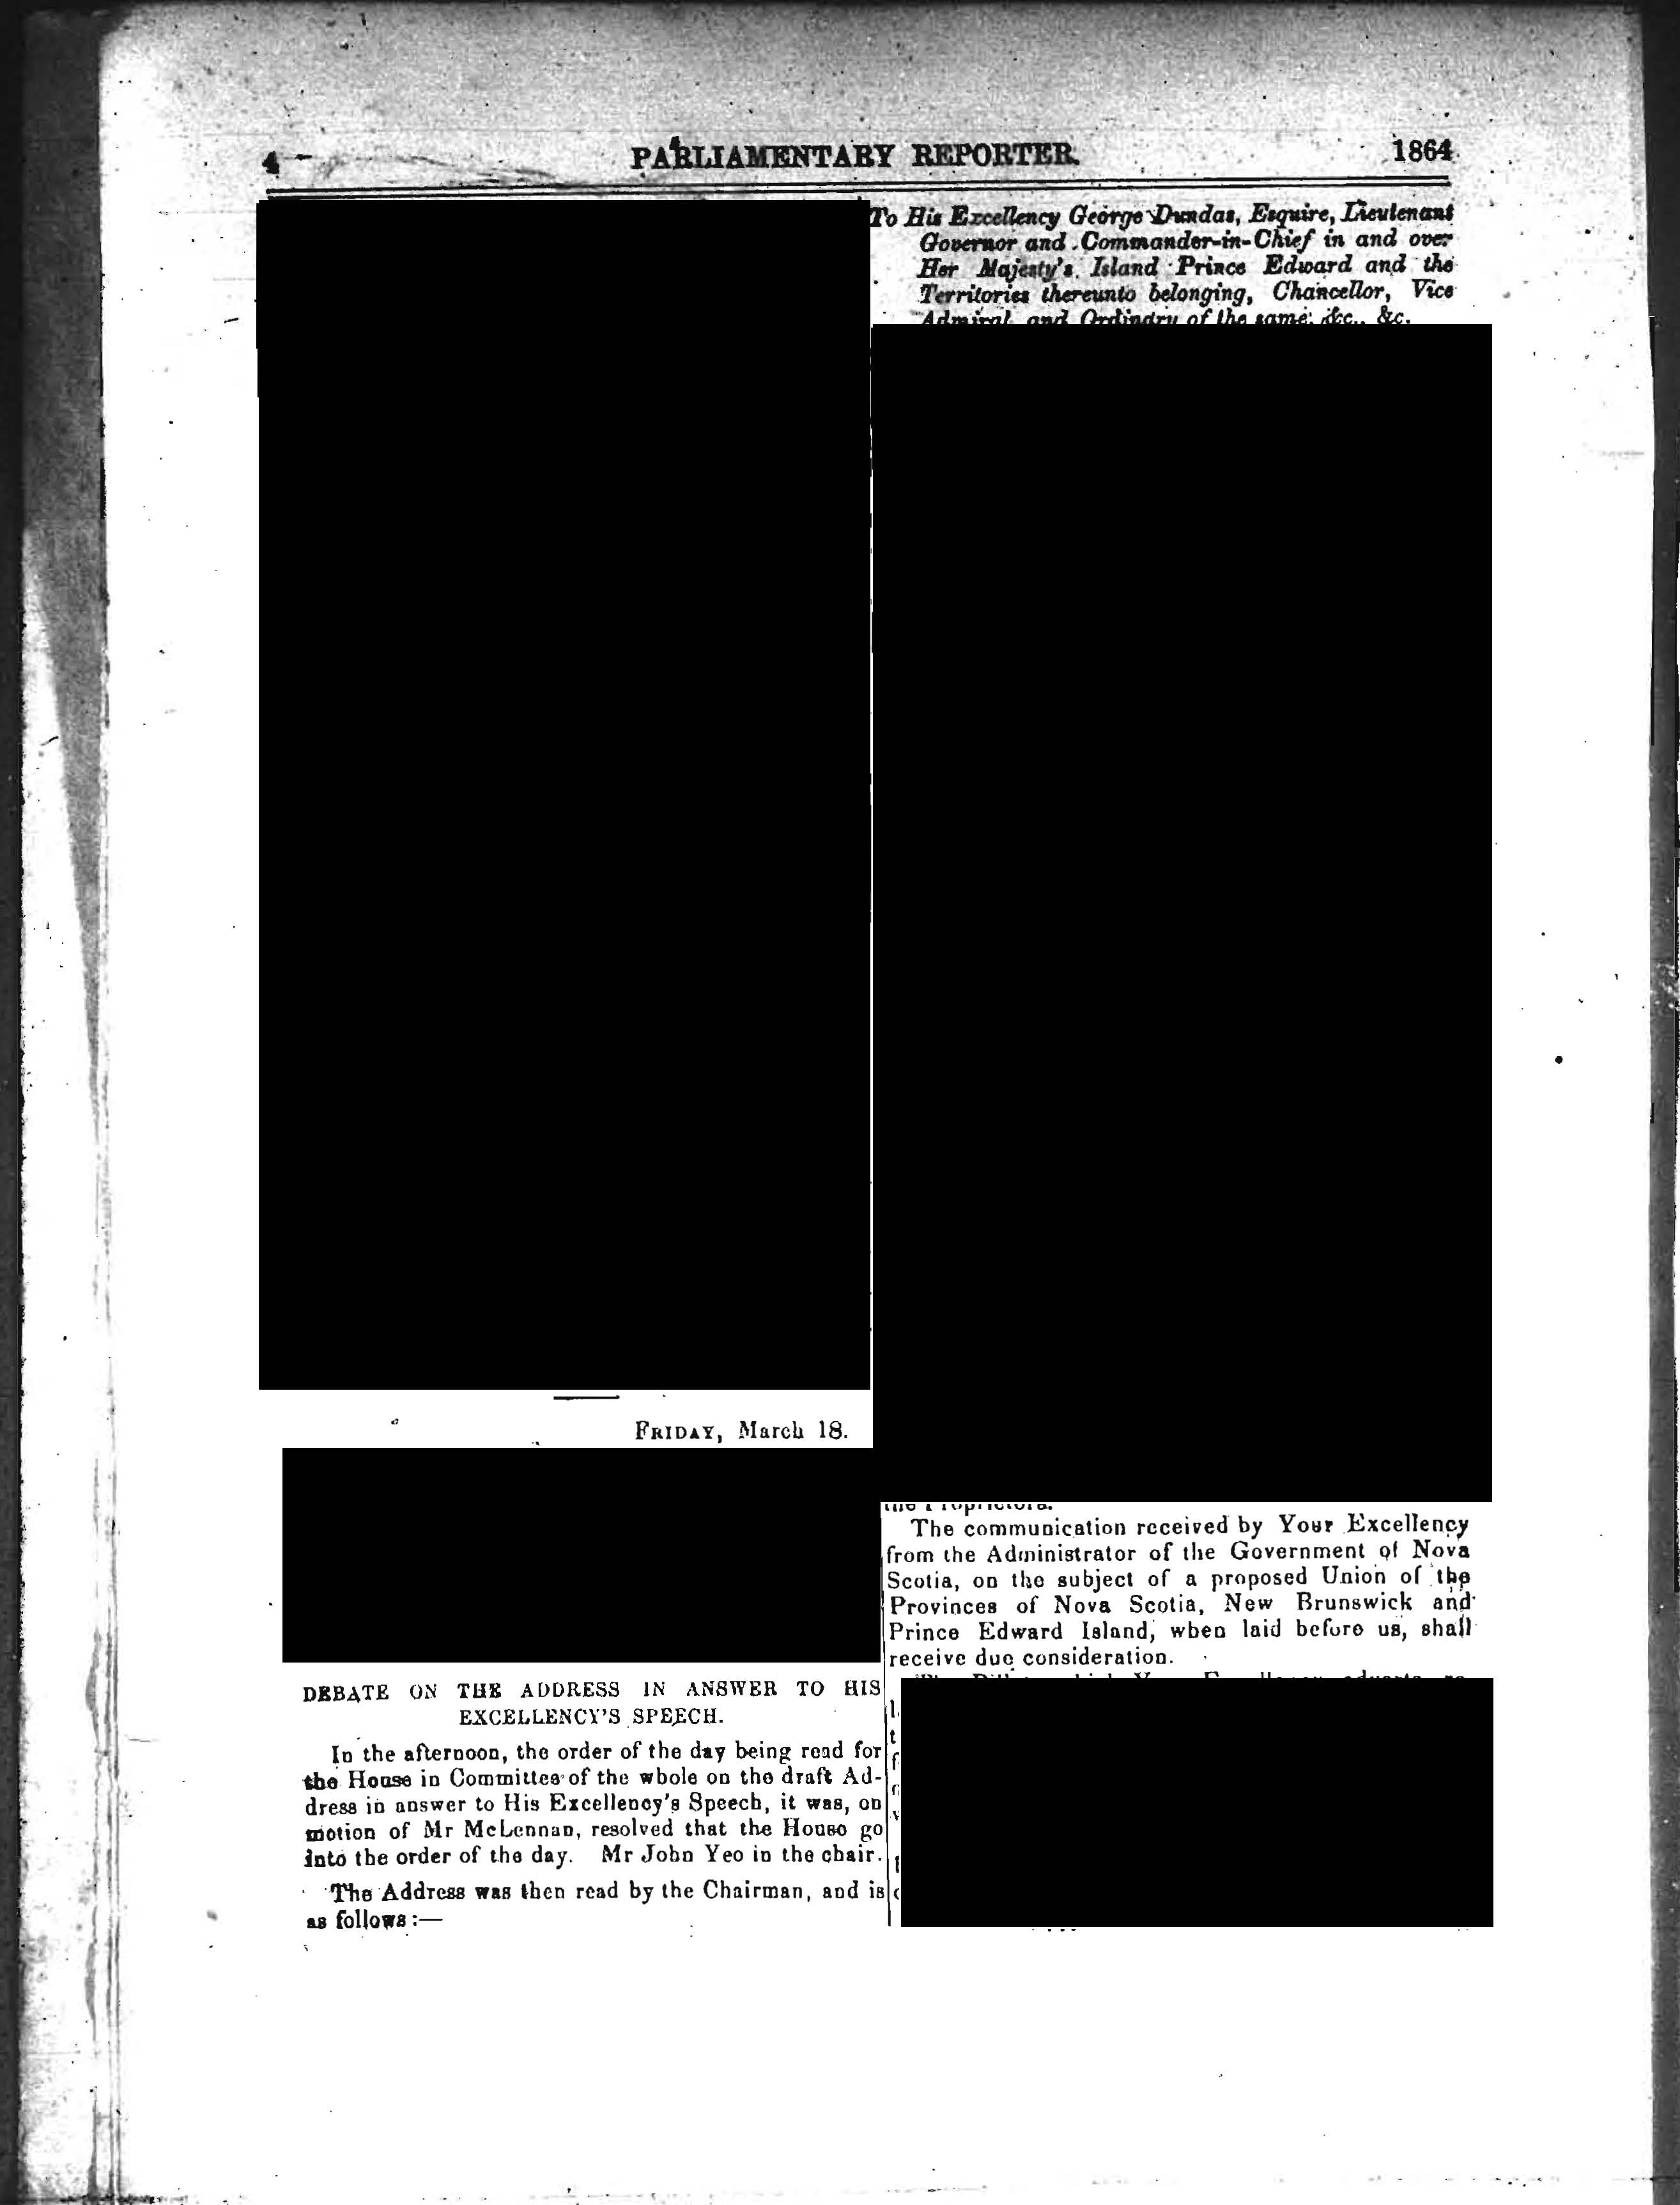 4
PARLIAMENTARY REPORTER.
1864
FRIDAY, March 18.
DEBATE ON THE ADDRESS IN ANSWER TO HIS
EXCELLENCY'S SPEECH.
In the afternoon, the order of the day being read for
the House in Committee of the whole on the draft Ad-
dress in answer to His Excellency's Speech, it was, on
motion of Mr McLennan, resolved that the House go
into the order of the day. Mr John Yeo in the chair.
The Address was then read by the Chairman, and is
as follows:—
To His Excellency George Dundas, Esquire, Lieutenant
Governor and Commander-in-Chief in and over
Her Majesty's Island Prince Edward and the
Territories thereunto belonging, Chancellor, Vice
Admiral and Ordinary of the same, &c., &c.
the Proprietors.
The communication received by Your Excellency
from the Administrator of the Government of Nova
Scotia, on the subject of a proposed Union of the
Provinces of Nova Scotia, New Brunswick and
Prince Edward Island, when laid before us, shall
receive due consideration.